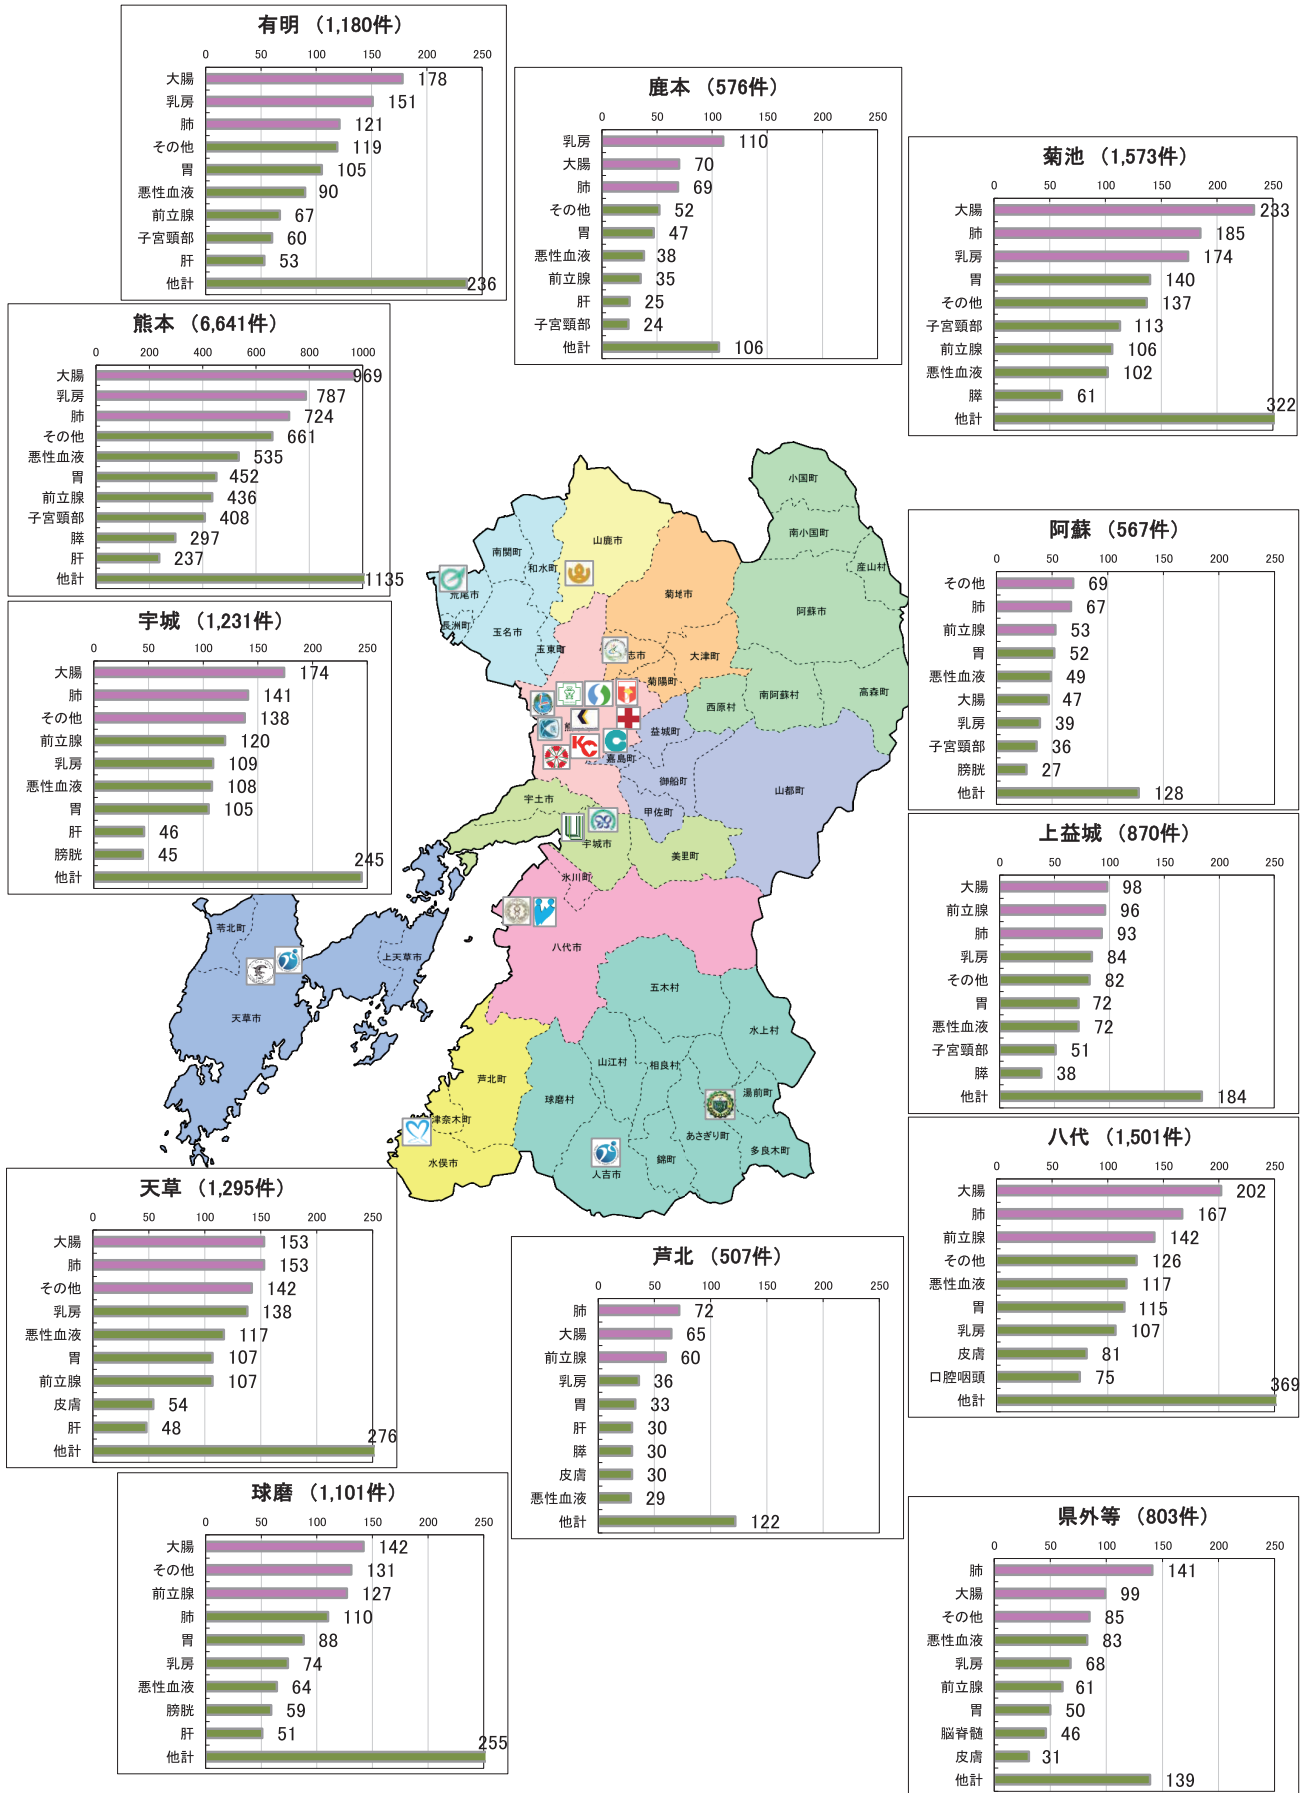 有明 （1,180件）
0 50 100 150 200 250
大腸 178
乳房 151
肺 121
その他 119
胃 105
悪性血液 90
前立腺 67
子宮頸部 60
肝 53
他計 236
鹿本 （576件）
0 50 100 150 200 250
乳房 110
大腸 70
肺 69
その他 52
胃 47
悪性血液 38
前立腺 35
肝 25
子宮頸部 24
他計 106
菊池 （1,573件）
0 50 100 150 200 250
大腸 233
肺 185
乳房 174
胃 140
その他 137
子宮頸部 113
前立腺 106
悪性血液 102
膵 61
他計 322
熊本 （6,641件）
0 200 400 600 800 1000
大腸 969
乳房 787
肺 724
その他 661
悪性血液 535
胃 452
前立腺 436
子宮頸部 408
膵 297
肝 237
他計 1135
宇城 （1,231件）
0 50 100 150 200 250
大腸 174
肺 141
その他 138
前立腺 120
乳房 109
悪性血液 108
胃 105
肝 46
膀胱 45
他計 245
小国町
南小国町
産山村
山鹿市
南関町
和水町
荒尾市
長洲町
玉名市
玉東町
菊地市
阿蘇市
志市
大津町
菊陽町
西原村
南阿蘇村
高森町
益城町
嘉島町
御船町
甲佐町
山都町
KC
宇土市
宇城市
美里町
氷川町
八代市
苓北町
上天草市
天草市
五木村
水上村
山江村
相良村
球磨村
湯前町
あさぎり町
多良木町
錦町
人吉市
芦北町
津奈木町
水俣市
阿蘇 （567件）
0 50 100 150 200 250
その他 69
肺 67
前立腺 53
胃 52
悪性血液 49
大腸 47
乳房 39
子宮頸部 36
膀胱 27
他計 128
上益城 （870件）
0 50 100 150 200 250
大腸 98
前立腺 96
肺 93
乳房 84
その他 82
胃 72
悪性血液 72
子宮頸部 51
膵 38
他計 184
八代 （1,501件）
0 50 100 150 200 250
大腸 202
肺 167
前立腺 142
その他 126
悪性血液 117
胃 115
乳房 107
皮膚 81
口腔咽頭 75
他計 369
天草 （1,295件）
0 50 100 150 200 250
大腸 153
肺 153
その他 142
乳房 138
悪性血液 117
胃 107
前立腺 107
皮膚 54
肝 48
他計 276
芦北 （507件）
0 50 100 150 200 250
肺 72
大腸 65
前立腺 60
乳房 36
胃 33
肝 30
膵 30
皮膚 30
悪性血液 29
他計 122
球磨 （1,101件）
0 50 100 150 200 250
大腸 142
その他 131
前立腺 127
肺 110
胃 88
乳房 74
悪性血液 64
膀胱 59
肝 51
他計 255
県外等 （803件）
0 50 100 150 200 250
肺 141
大腸 99
その他 85
悪性血液 83
乳房 68
前立腺 61
胃 50
脳脊髄 46
皮膚 31
他計 139